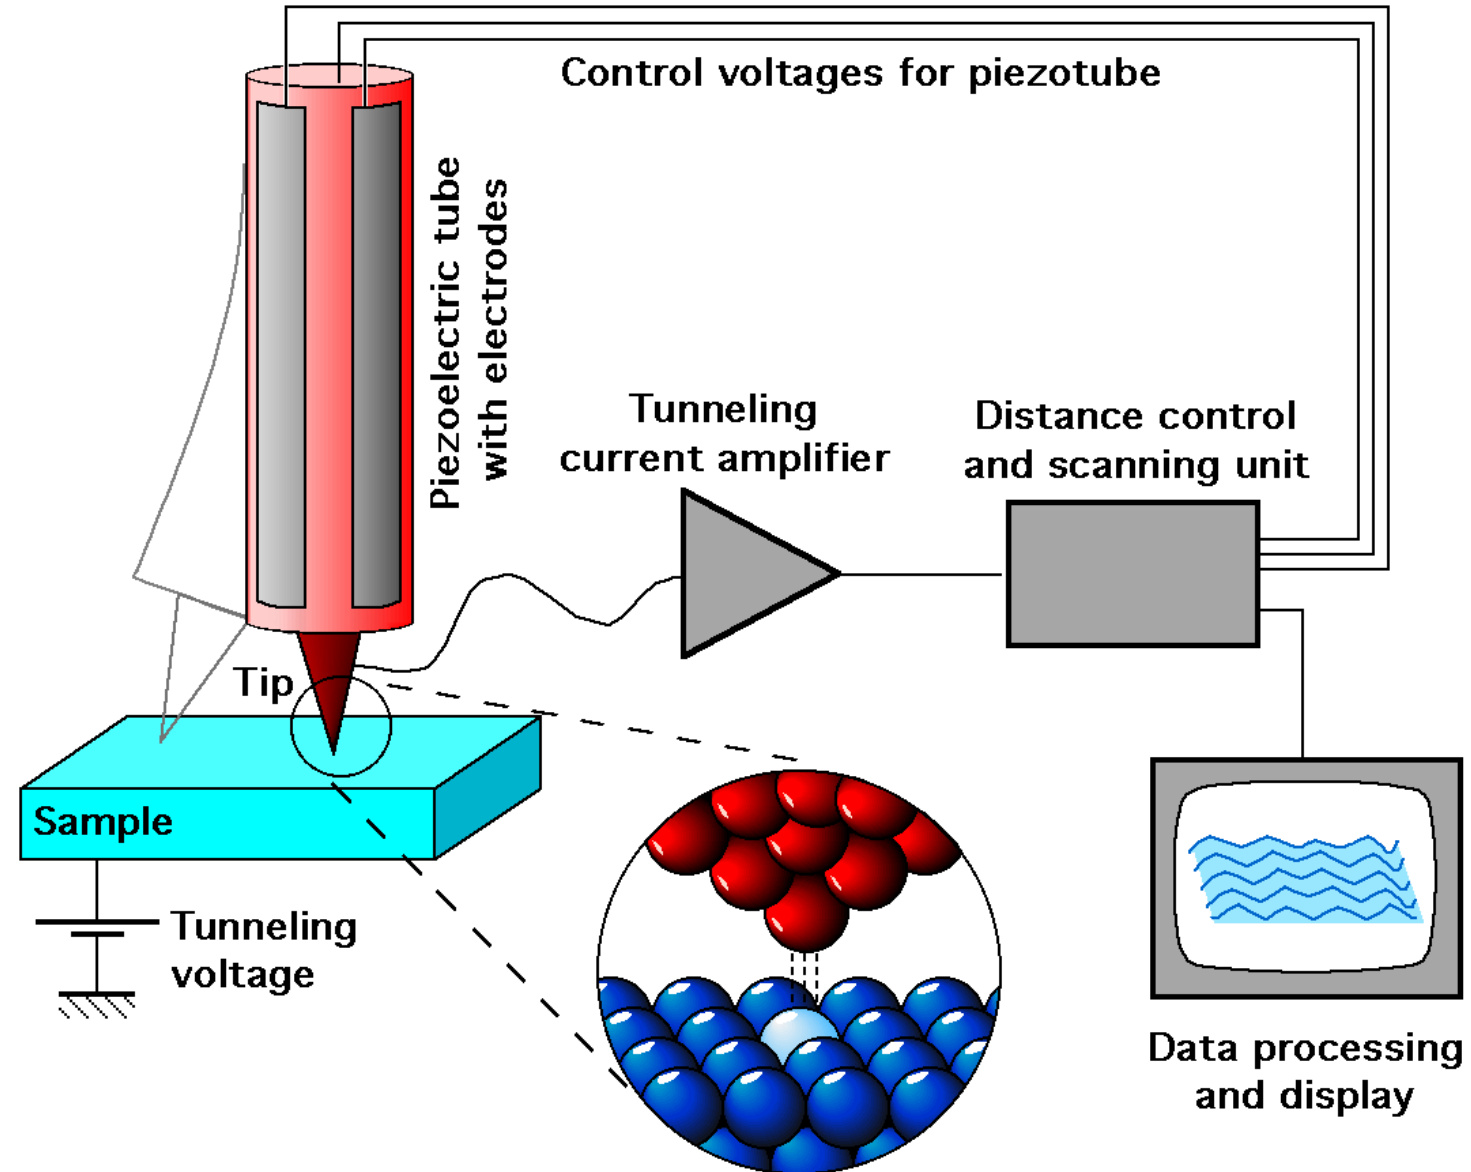 Control voltages for piezotube
Piezoelectric tube
with electrodes
Tunneling
current amplifier
Distance control
and scanning unit
Tip
Sample
Tunneling
voltage
Data processing
and display